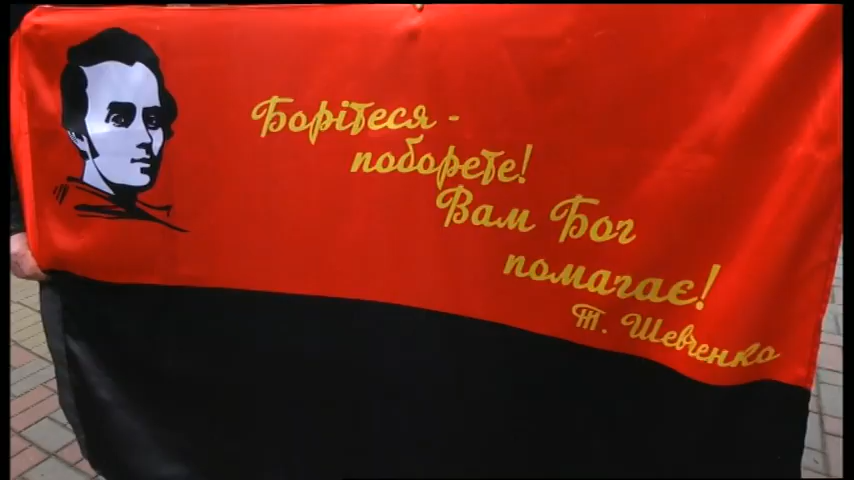 Борітеся -
поборете!
Вам Бог
помагає!
Т. Шевченко